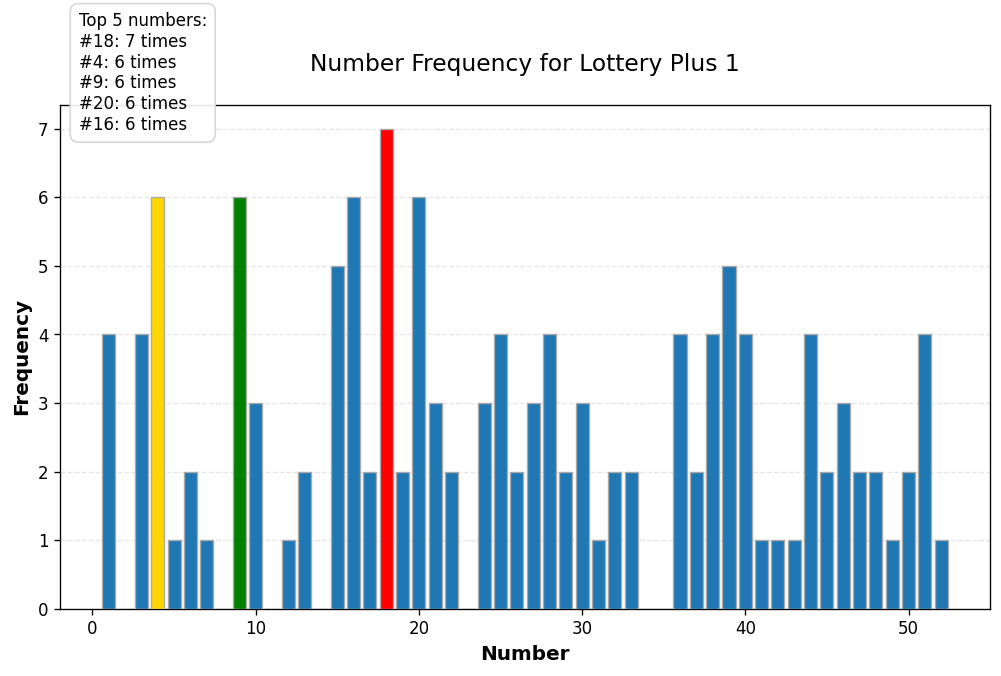 Top 5 numbers:
#18: 7 times
#4: 6 times
#9: 6 times
#20: 6 times
#16: 6 times
Number Frequency for Lottery Plus 1
7
6
5
4
3
2
1
0
Frequency
0 10 20 30 40 50
Number